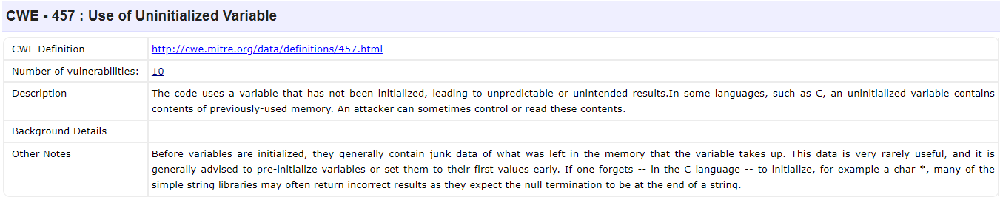 CWE - 457 : Use of Uninitialized Variable
CWE Definition
http://cwe.mitre.org/data/definitions/457.html
Number of vulnerabilities:
10
Description
The code uses a variable that has not been initialized, leading to unpredictable or unintended results.In some languages, such as C, an uninitialized variable contains
contents of previously-used memory. An attacker can sometimes control or read these contents.
Background Details
Other Notes
Before variables are initialized, they generally contain junk data of what was left in the memory that the variable takes up. This data is very rarely useful, and it is
generally advised to pre-initialize variables or set them to their first values early. If one forgets -- in the C language -- to initialize, for example a char *, many of the
simple string libraries may often return incorrect results as they expect the null termination to be at the end of a string.